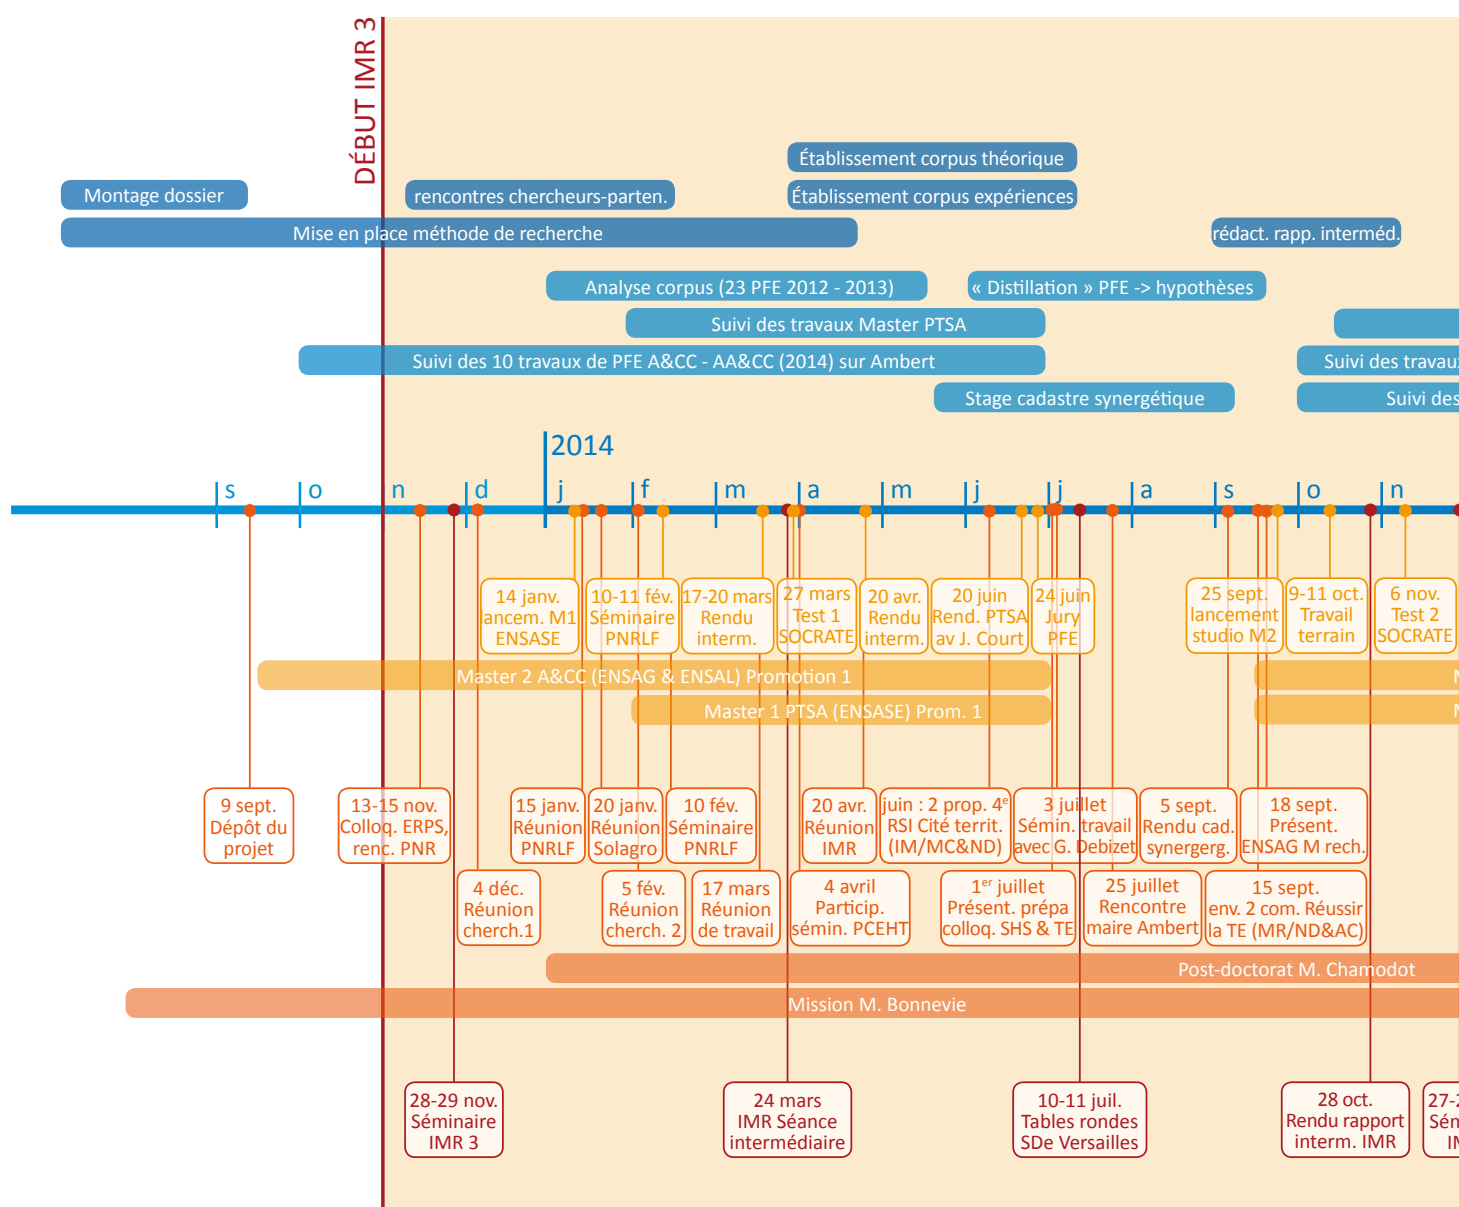 DÉBUT IMR 3
Établissement corpus théorique
Montage dossier
rencontres chercheurs-parten.
Établissement corpus expériences
Mise en place méthode de recherche
rédact. rapp. interméd.
Analyse corpus (23 PFE 2012 - 2013)
« Distillation » PFE -> hypothèses
Suivi des travaux Master PTSA
Suivi des 10 travaux de PFE A&CC - AA&CC (2014) sur Ambert
Suivi des travaux
Stage cadastre synergétique
Suivi des
2014
s o n d j f m a m j j a s o n
14 janv.
lancem. M1
ENSASE
10-11 fév.
Séminaire
PNRLF
17-20 mars
Rendu
interm.
27 mars
Test 1
SOCRATE
20 avr.
Rendu
interm.
20 juin
Rend. PTSA
av J. Court
24 juin
Jury
PFE
25 sept.
lancement
studio M2
9-11 oct.
Travail
terrain
6 nov.
Test 2
SOCRATE
Master 2 A&CC (ENSAG & ENSAL) Promotion 1
Master 1 PTSA (ENSASE) Prom. 1
9 sept.
Dépôt du
projet
13-15 nov.
Colloq. ERPS,
renc. PNR
15 janv.
Réunion
PNRLF
20 janv.
Réunion
Solagro
10 fév.
Séminaire
PNRLF
20 avr.
Réunion
IMR
juin : 2 prop. 4e
RSI Cité territ.
(IM/MC&ND)
3 juillet
Sémin. travail
avec G. Debizet
5 sept.
Rendu cad.
synergerg.
18 sept.
Présent.
ENSAG M rech.
4 déc.
Réunion
cherch.1
5 fév.
Réunion
cherch. 2
17 mars
Réunion
de travail
4 avril
Particip.
sémin. PCEHT
1er juillet
Présent. prépa
colloq. SHS & TE
25 juillet
Rencontre
maire Ambert
15 sept.
env. 2 com. Réussir
la TE (MR/ND&AC)
Post-doctorat M. Chamodot
Mission M. Bonnevie
28-29 nov.
Séminaire
IMR 3
24 mars
IMR Séance
intermédiaire
10-11 juil.
Tables rondes
SDe Versailles
28 oct.
Rendu rapport
interm. IMR